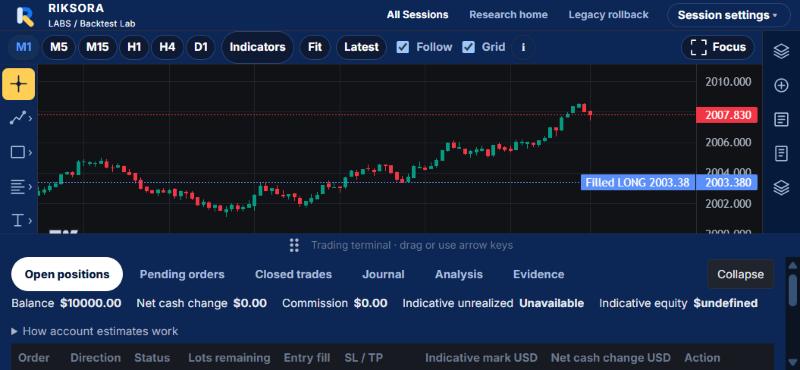 RIKSORA
LABS / Backtest Lab
All Sessions Research home Legacy rollback Session settings
M1 M5 M15 H1 H4 D1 Indicators Fit Latest Follow Grid i Focus
2010.000
2007.830
2006.000
2004.000
Filled LONG 2003.38 2003.380
2002.000
Trading terminal · drag or use arrow keys
Open positions Pending orders Closed trades Journal Analysis Evidence Collapse
Balance $10000.00 Net cash change $0.00 Commission $0.00 Indicative unrealized Unavailable Indicative equity $undefined
How account estimates work
Order Direction Status Lots remaining Entry fill SL / TP Indicative mark USD Net cash change USD Action